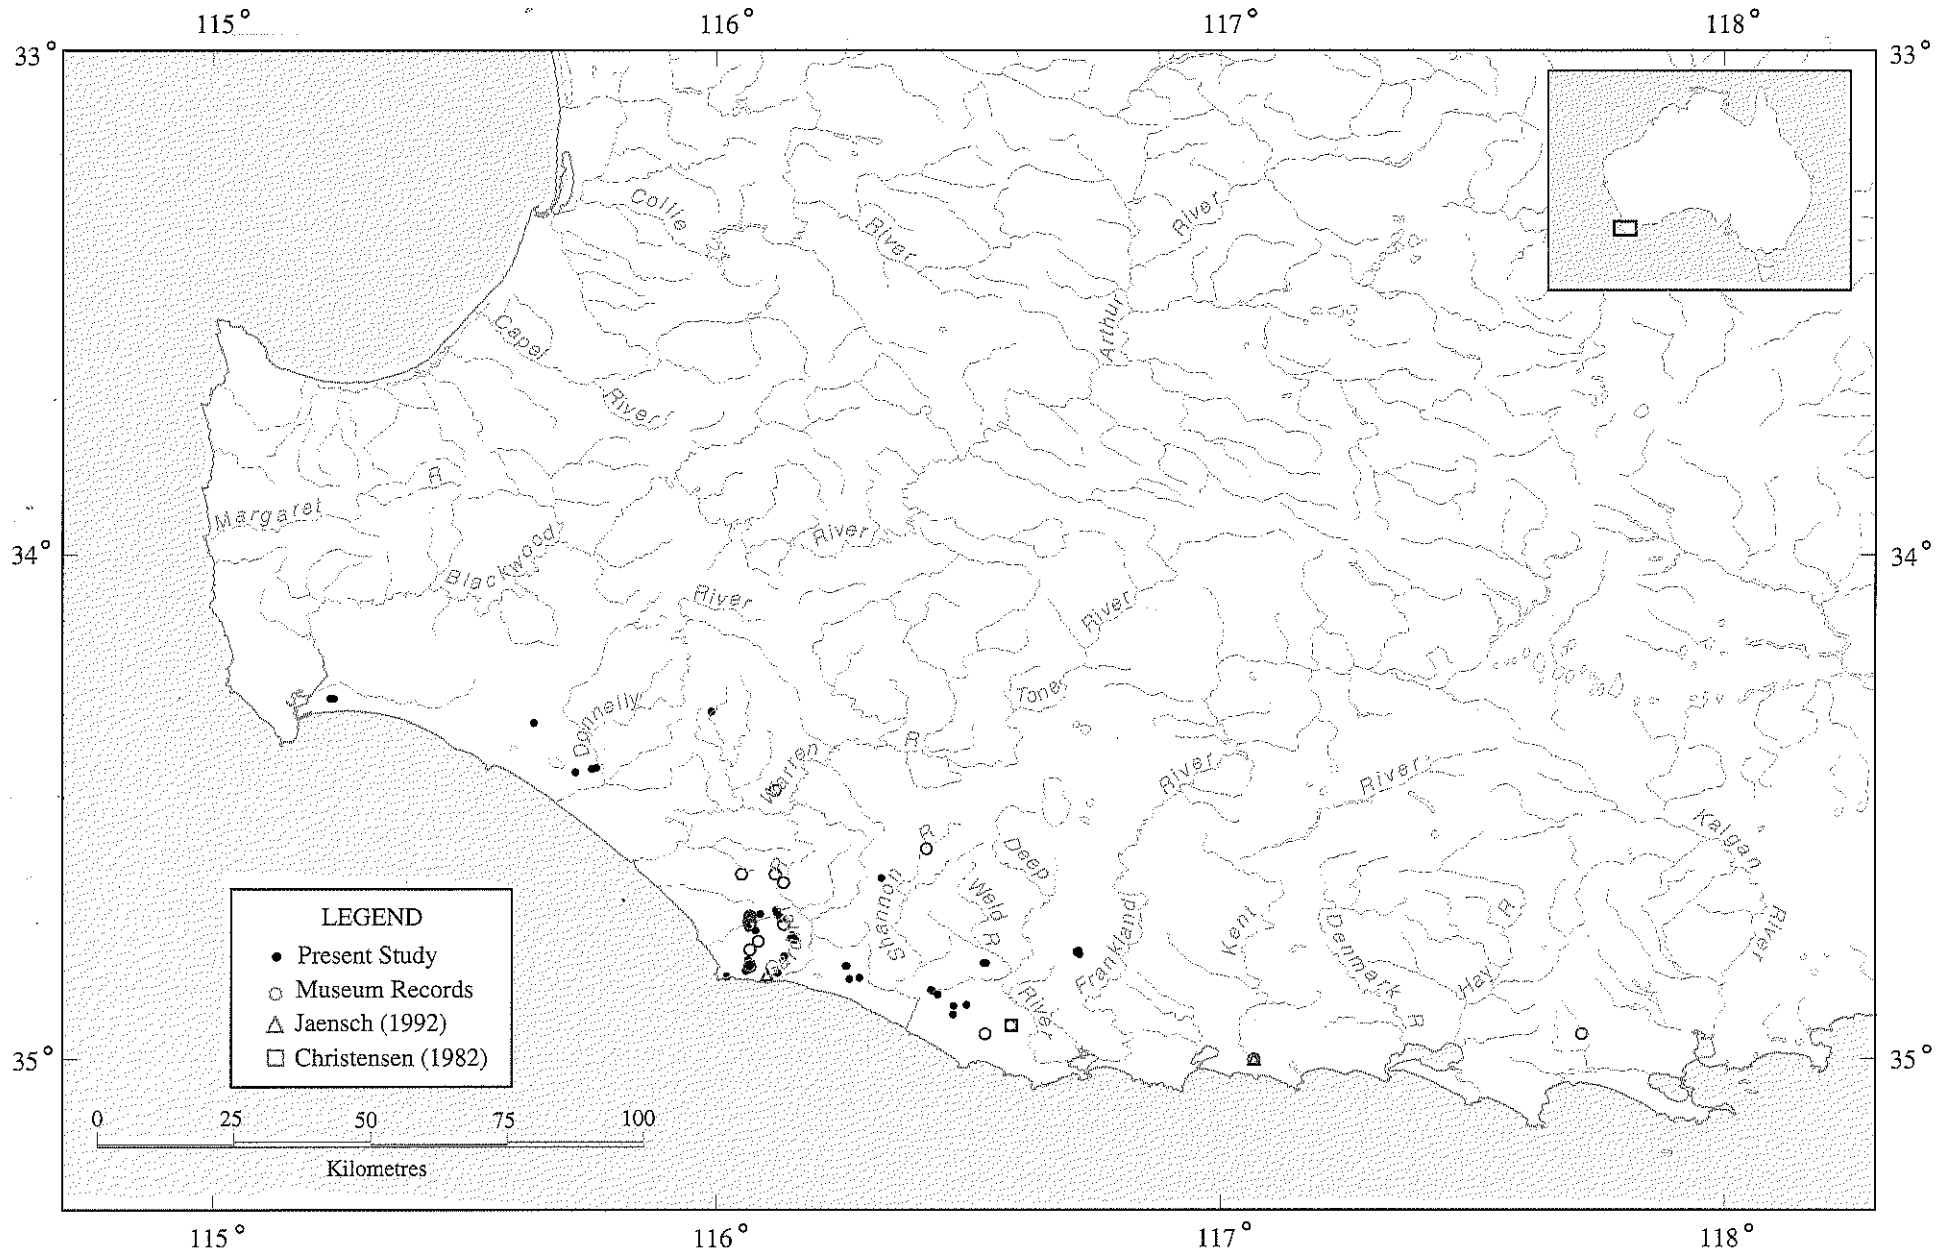 115° 116° 117° 118°
33° 33°
Collie
River
River
Arthur
Capel
River
R
Margaret
34° 34°
River
Blackwood
River
River
Tone
Donnelly
R
Warren
River
River
Kalgan
R
Deep
R
Weld
R
Shannon
River
Frankland
Kent
Denmark
R
Hay
R
River
LEGEND
Present Study
Museum Records
Jaensch (1992)
Christensen (1982)
35° 35°
0 25 50 75 100
Kilometres
115° 116° 117° 118°